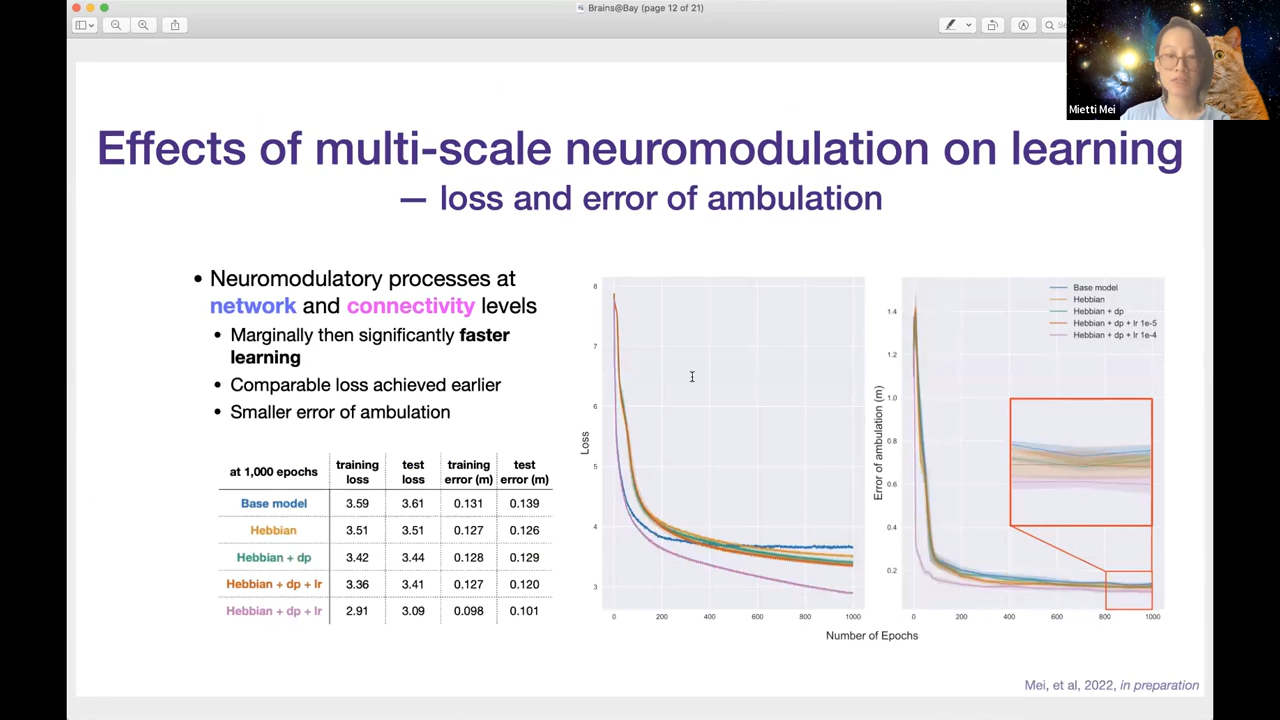 Brains@Bay (page 12 of 21)
Mietti Mei
Effects of multi-scale neuromodulation on learning
— loss and error of ambulation
• Neuromodulatory processes at
network and connectivity levels
• Marginally then significantly faster
learning
• Comparable loss achieved earlier
• Smaller error of ambulation
at 1,000 epochs training loss test loss training error (m) test error (m)
Base model 3.59 3.61 0.131 0.139
Hebbian 3.51 3.51 0.127 0.126
Hebbian + dp 3.42 3.44 0.128 0.129
Hebbian + dp + lr 3.36 3.41 0.127 0.120
Hebbian + dp + lr 2.91 3.09 0.098 0.101
Loss
8
7
6
5
4
3
0 200 400 600 800 1000
Error of ambulation (m)
1.4
1.2
1.0
0.8
0.6
0.4
0.2
0 200 400 600 800 1000
Base model
Hebbian
Hebbian + dp
Hebbian + dp + lr 1e-5
Hebbian + dp + lr 1e-4
Number of Epochs
Mei, et al, 2022, in preparation